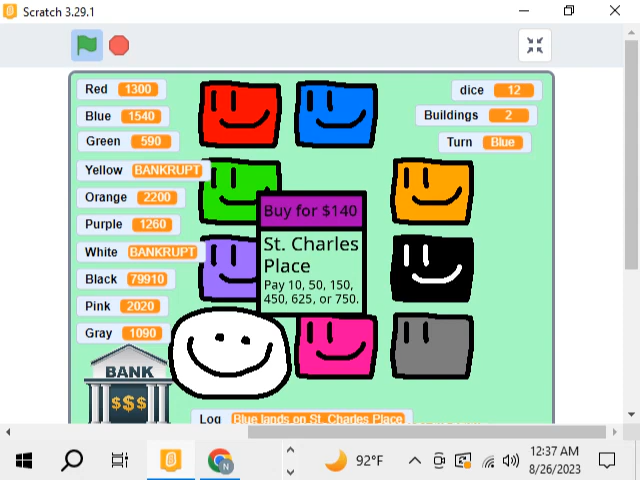 Scratch 3.29.1
Red 1300
Blue 1540
Green 590
Yellow BANKRUPT
Orange 2200
Purple 1260
White BANKRUPT
Black 79910
Pink 2020
Gray 1090
dice 12
Buildings 2
Turn Blue
Buy for $140
St. Charles
Place
Pay 10, 50, 150,
450, 625, or 750.
BANK
$$$
Log Blue lands on St. Charles Place
N
92°F
12:37 AM
8/26/2023